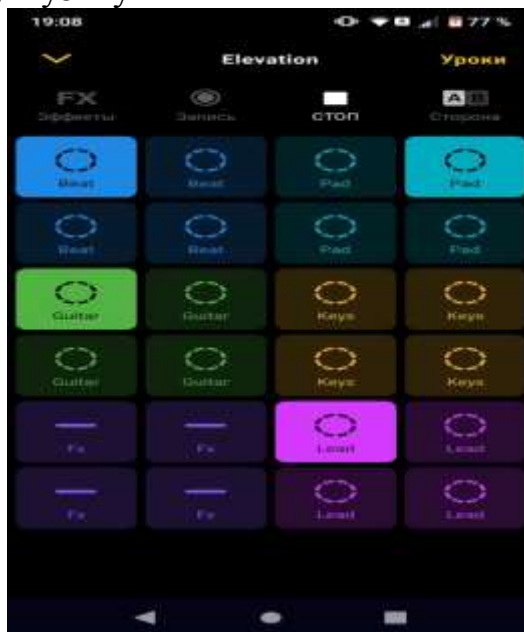 19:08 77 %
Elevation Уроки
FX A B
Эффекты Запись СТОП Сторона
Beat Beat Pad Pad
Beat Beat Pad Pad
Guitar Guitar Keys Keys
Guitar Guitar Keys Keys
Fx Fx Lead Lead
Fx Fx Lead Lead